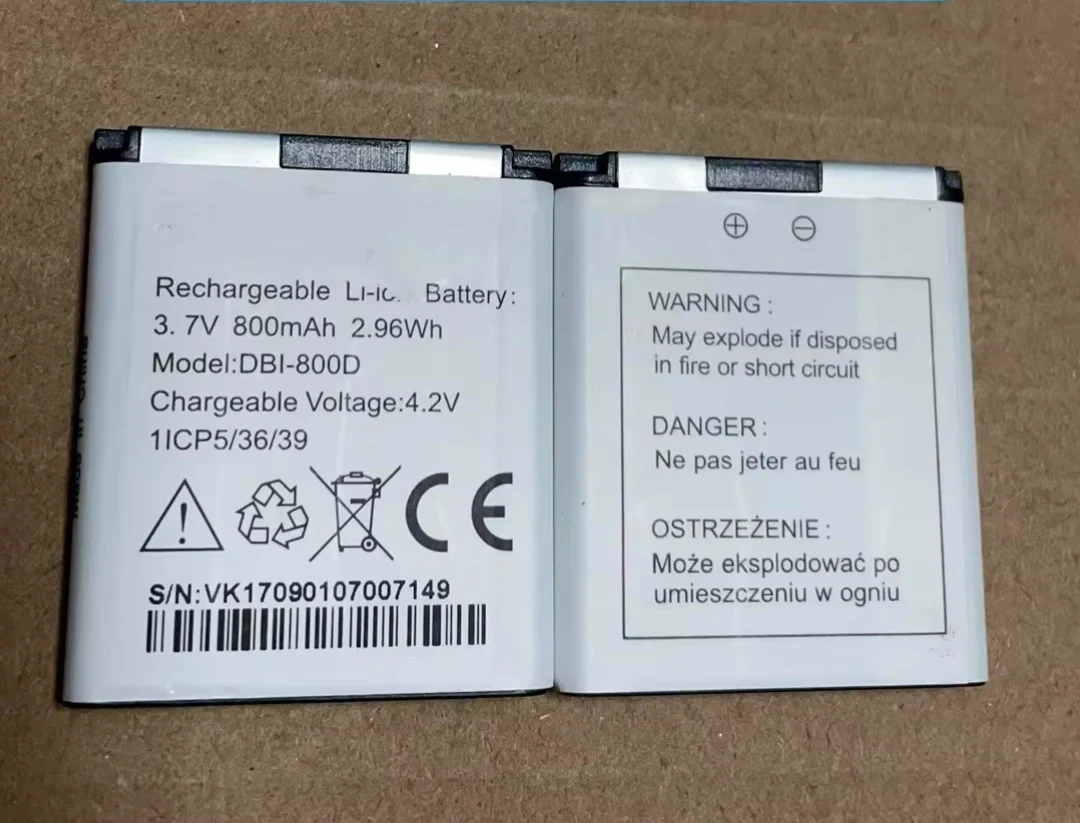 Rechargeable Li-ic. Battery:
3. 7V 800mAh 2.96Wh
Model:DBI-800D
Chargeable Voltage:4.2V
1ICP5/36/39
CE
S/N:VK17090107007149
WARNING :
May explode if disposed
in fire or short circuit
DANGER :
Ne pas jeter au feu
OSTRZEŻENIE :
Może eksplodować po
umieszczeniu w ogniu